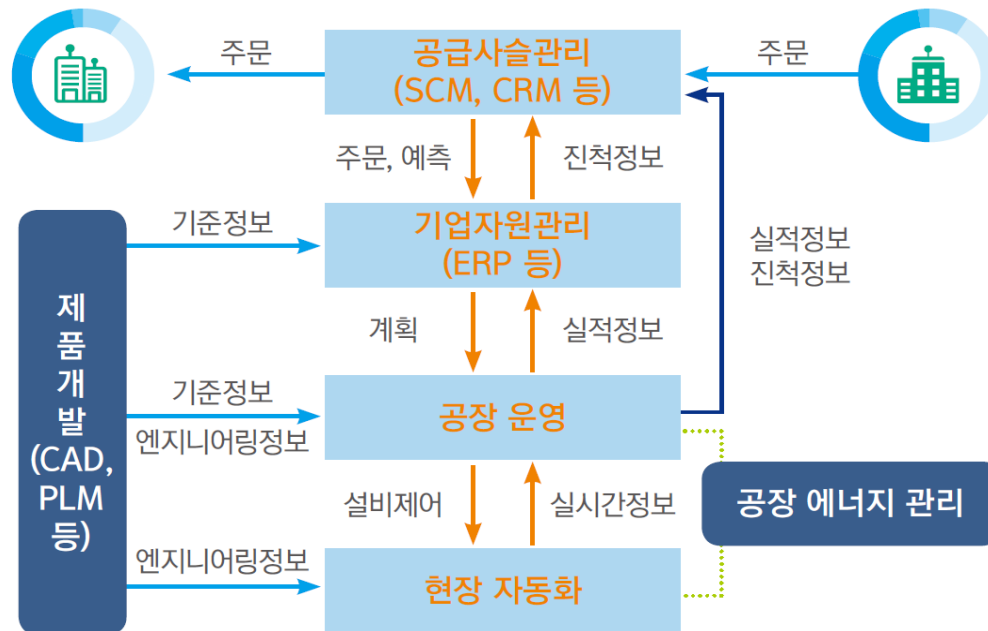 주문
공급사슬관리
(SCM, CRM 등)
주문
주문, 예측
진척정보
기준정보
기업자원관리
(ERP 등)
실적정보
진척정보
제
품
개
발
(CAD,
PLM
등)
계획
실적정보
기준정보
엔지니어링정보
공장 운영
설비제어
실시간정보
공장 에너지 관리
엔지니어링정보
현장 자동화